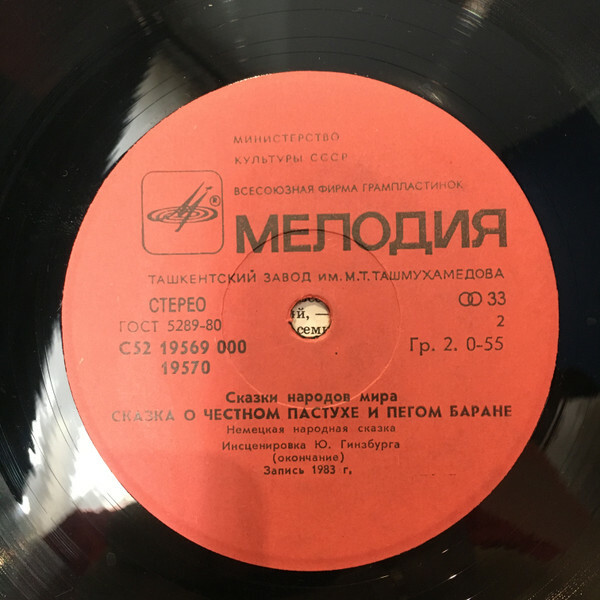 МИНИСТЕРСТВО
КУЛЬТУРЫ СССР
ВСЕСОЮЗНАЯ ФИРМА ГРАМПЛАСТИНОК
®
МЕЛОДИЯ
ТАШКЕНТСКИЙ ЗАВОД ИМ. М.Т. ТАШМУХАМЕДОВА
СТЕРЕО
33
ГОСТ 5289-80
2
С52 19569 000
Гр. 2. 0-55
19570
й,
семь
Сказки народов мира
СКАЗКА О ЧЕСТНОМ ПАСТУХЕ И ПЕГОМ БАРАНЕ
Немецкая народная сказка
Инсценировка Ю. Гинзбурга
(окончание)
Запись 1983 г.